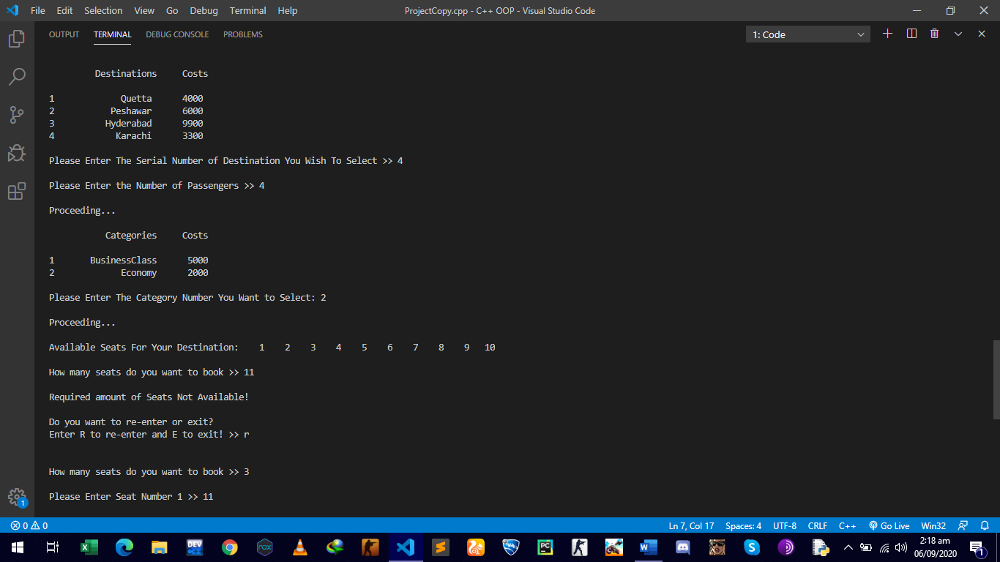 File Edit Selection View Go Debug Terminal Help ProjectCopy.cpp - C++ OOP - Visual Studio Code
OUTPUT TERMINAL DEBUG CONSOLE PROBLEMS 1: Code
Destinations Costs
1 Quetta 4000
2 Peshawar 6000
3 Hyderabad 9900
4 Karachi 3300
Please Enter The Serial Number of Destination You Wish To Select >> 4
Please Enter the Number of Passengers >> 4
Proceeding...
Categories Costs
1 BusinessClass 5000
2 Economy 2000
Please Enter The Category Number You Want to Select: 2
Proceeding...
Available Seats For Your Destination: 1 2 3 4 5 6 7 8 9 10
How many seats do you want to book >> 11
Required amount of Seats Not Available!
Do you want to re-enter or exit?
Enter R to re-enter and E to exit! >> r
How many seats do you want to book >> 3
Please Enter Seat Number 1 >> 11
1
0 0 Ln 7, Col 17 Spaces: 4 UTF-8 CRLF C++ Go Live Win32
DEV
nox
PC
W
S
2:18 am
06/09/2020
1